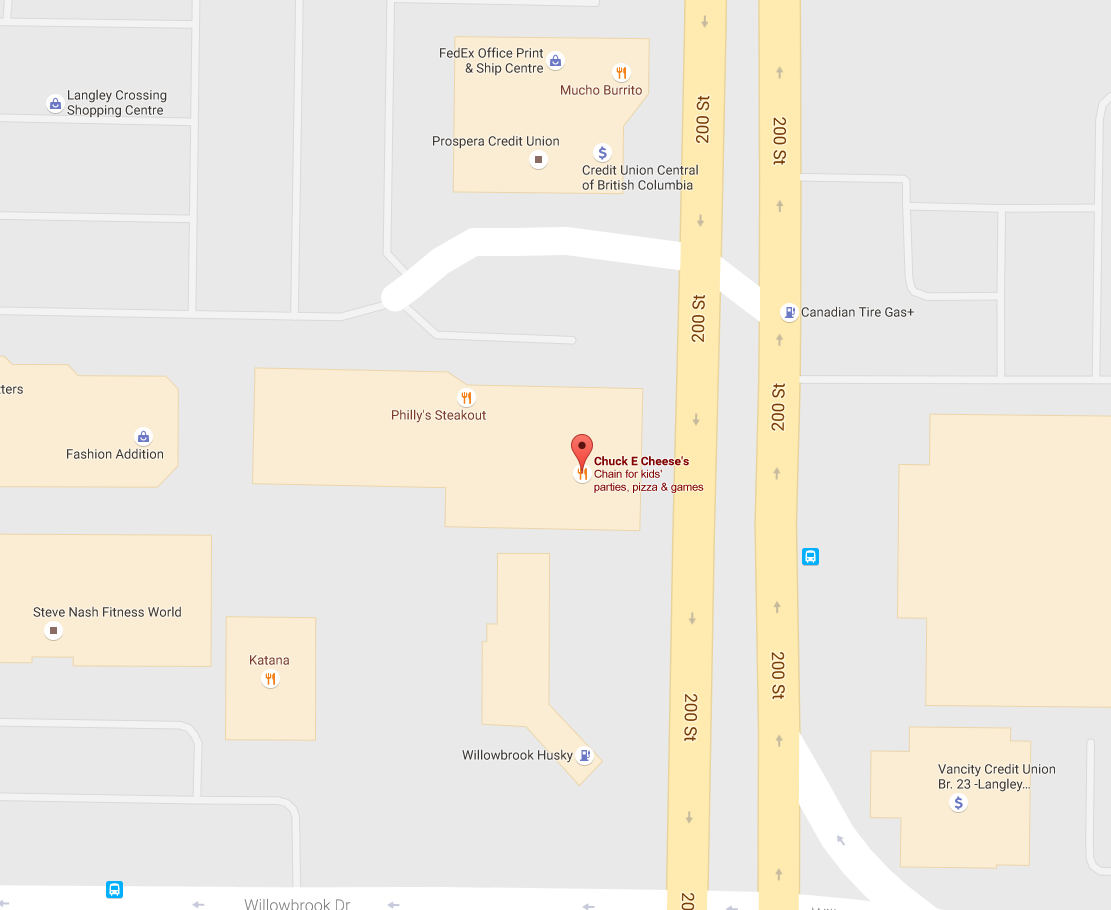 FedEx Office Print
& Ship Centre
Mucho Burrito
Langley Crossing
Shopping Centre
200 St
200 St
Prospera Credit Union
$
Credit Union Central
of British Columbia
200 St
Canadian Tire Gas+
200 St
tters
Philly's Steakout
Fashion Addition
Chuck E Cheese's
Chain for kids'
parties, pizza & games
Steve Nash Fitness World
Katana
200 St
200 St
Willowbrook Husky
Vancity Credit Union
Br. 23 -Langley...
$
20
Willowbrook Dr